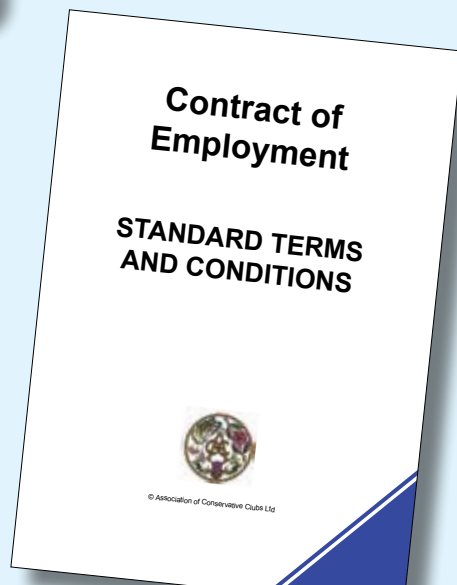 Contract of
Employment
STANDARD TERMS
AND CONDITIONS
© Association of Conservative Clubs Ltd